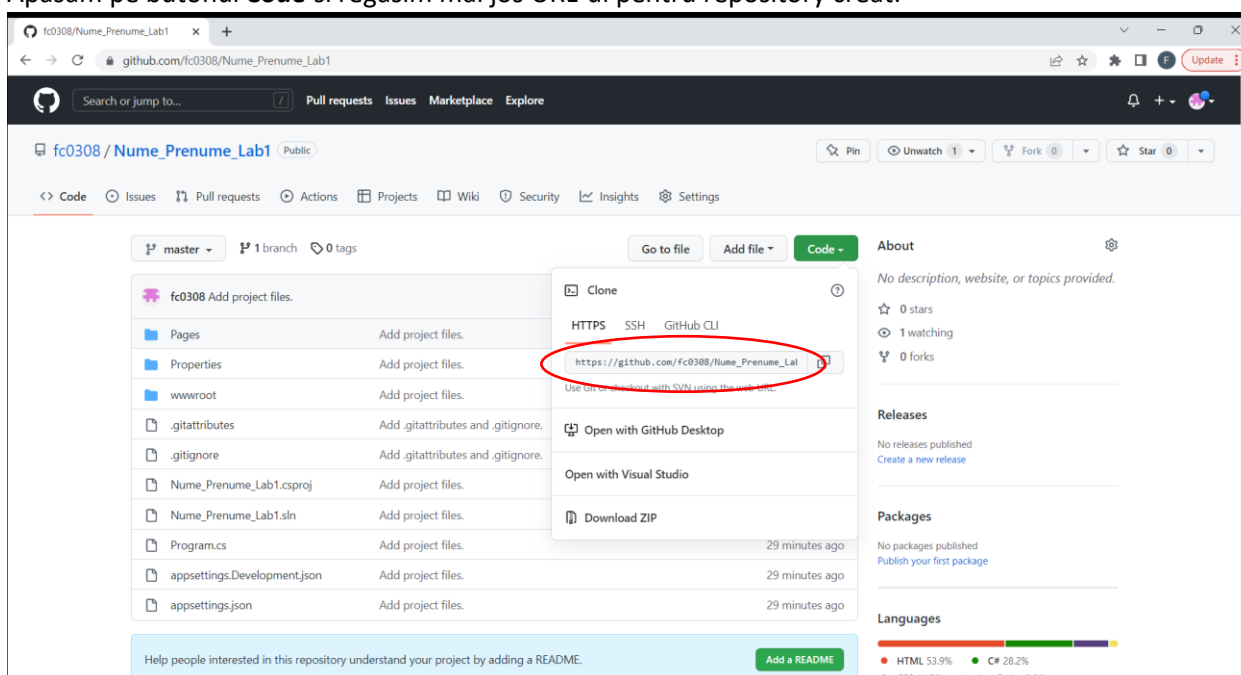 Apasam pe butonul Code si regasim mai jos URL-ul pentru repository creat:
fc0308/Nume_Prenume_Lab1
github.com/fc0308/Nume_Prenume_Lab1
F
Update
Search or jump to...
/
Pull requests Issues Marketplace Explore
fc0308 / Nume_Prenume_Lab1 Public
Pin
Unwatch 1
Fork 0
Star 0
Code Issues Pull requests Actions Projects Wiki Security Insights Settings
master 1 branch 0 tags
Go to file Add file Code
fc0308 Add project files.
Pages Add project files.
Properties Add project files.
wwwroot Add project files.
.gitattributes Add .gitattributes and .gitignore.
.gitignore Add .gitattributes and .gitignore.
Nume_Prenume_Lab1.csproj Add project files.
Nume_Prenume_Lab1.sln Add project files.
Program.cs Add project files. 29 minutes ago
appsettings.Development.json Add project files. 29 minutes ago
appsettings.json Add project files. 29 minutes ago
Clone
HTTPS SSH GitHub CLI
https://github.com/fc0308/Nume_Prenume_Lal
Use Git or checkout with SVN using the web URL.
Open with GitHub Desktop
Open with Visual Studio
Download ZIP
Help people interested in this repository understand your project by adding a README.
Add a README
About
No description, website, or topics provided.
0 stars
1 watching
0 forks
Releases
No releases published
Create a new release
Packages
No packages published
Publish your first package
Languages
HTML 53.9% C# 28.2%